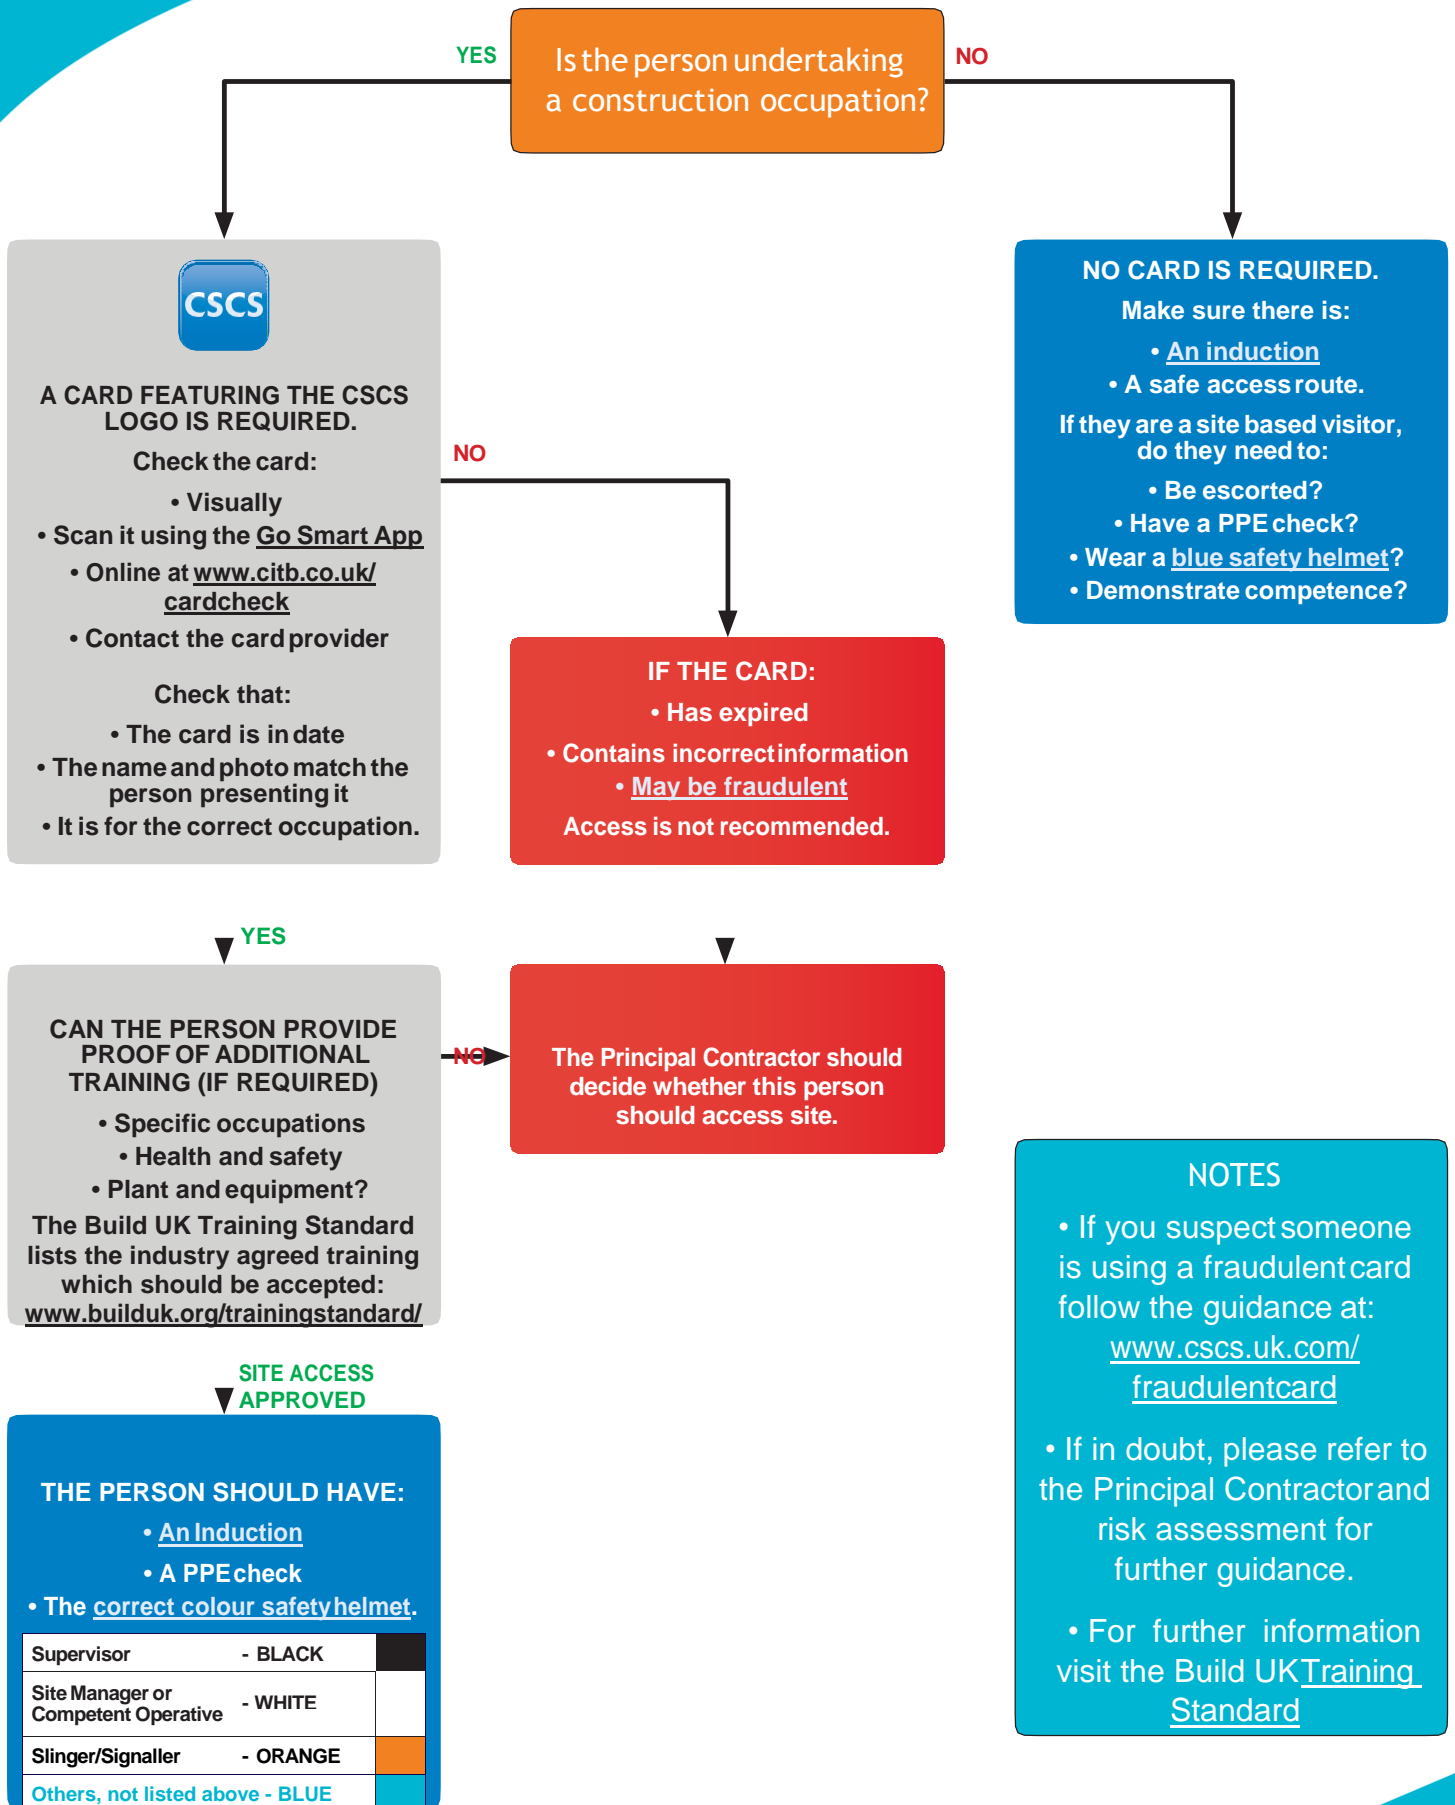 YES
Is the person undertaking
a construction occupation?
NO
CSCS
A CARD FEATURING THE CSCS
LOGO IS REQUIRED.
Check the card:
• Visually
• Scan it using the Go Smart App
• Online at www.citb.co.uk/
cardcheck
• Contact the card provider
Check that:
• The card is in date
• The name and photo match the
person presenting it
• It is for the correct occupation.
NO
IF THE CARD:
• Has expired
• Contains incorrect information
• May be fraudulent
Access is not recommended.
NO CARD IS REQUIRED.
Make sure there is:
• An induction
• A safe access route.
If they are a site based visitor,
do they need to:
• Be escorted?
• Have a PPE check?
• Wear a blue safety helmet?
• Demonstrate competence?
YES
CAN THE PERSON PROVIDE
PROOF OF ADDITIONAL
TRAINING (IF REQUIRED)
• Specific occupations
• Health and safety
• Plant and equipment?
The Build UK Training Standard
lists the industry agreed training
which should be accepted:
www.builduk.org/trainingstandard/
NO
The Principal Contractor should
decide whether this person
should access site.
SITE ACCESS
APPROVED
THE PERSON SHOULD HAVE:
• An Induction
• A PPE check
• The correct colour safety helmet.
Supervisor - BLACK
Site Manager or
Competent Operative - WHITE
Slinger/Signaller - ORANGE
Others, not listed above - BLUE
NOTES
• If you suspect someone
is using a fraudulent card
follow the guidance at:
www.cscs.uk.com/
fraudulentcard
• If in doubt, please refer to
the Principal Contractor and
risk assessment for
further guidance.
• For further information
visit the Build UK Training
Standard